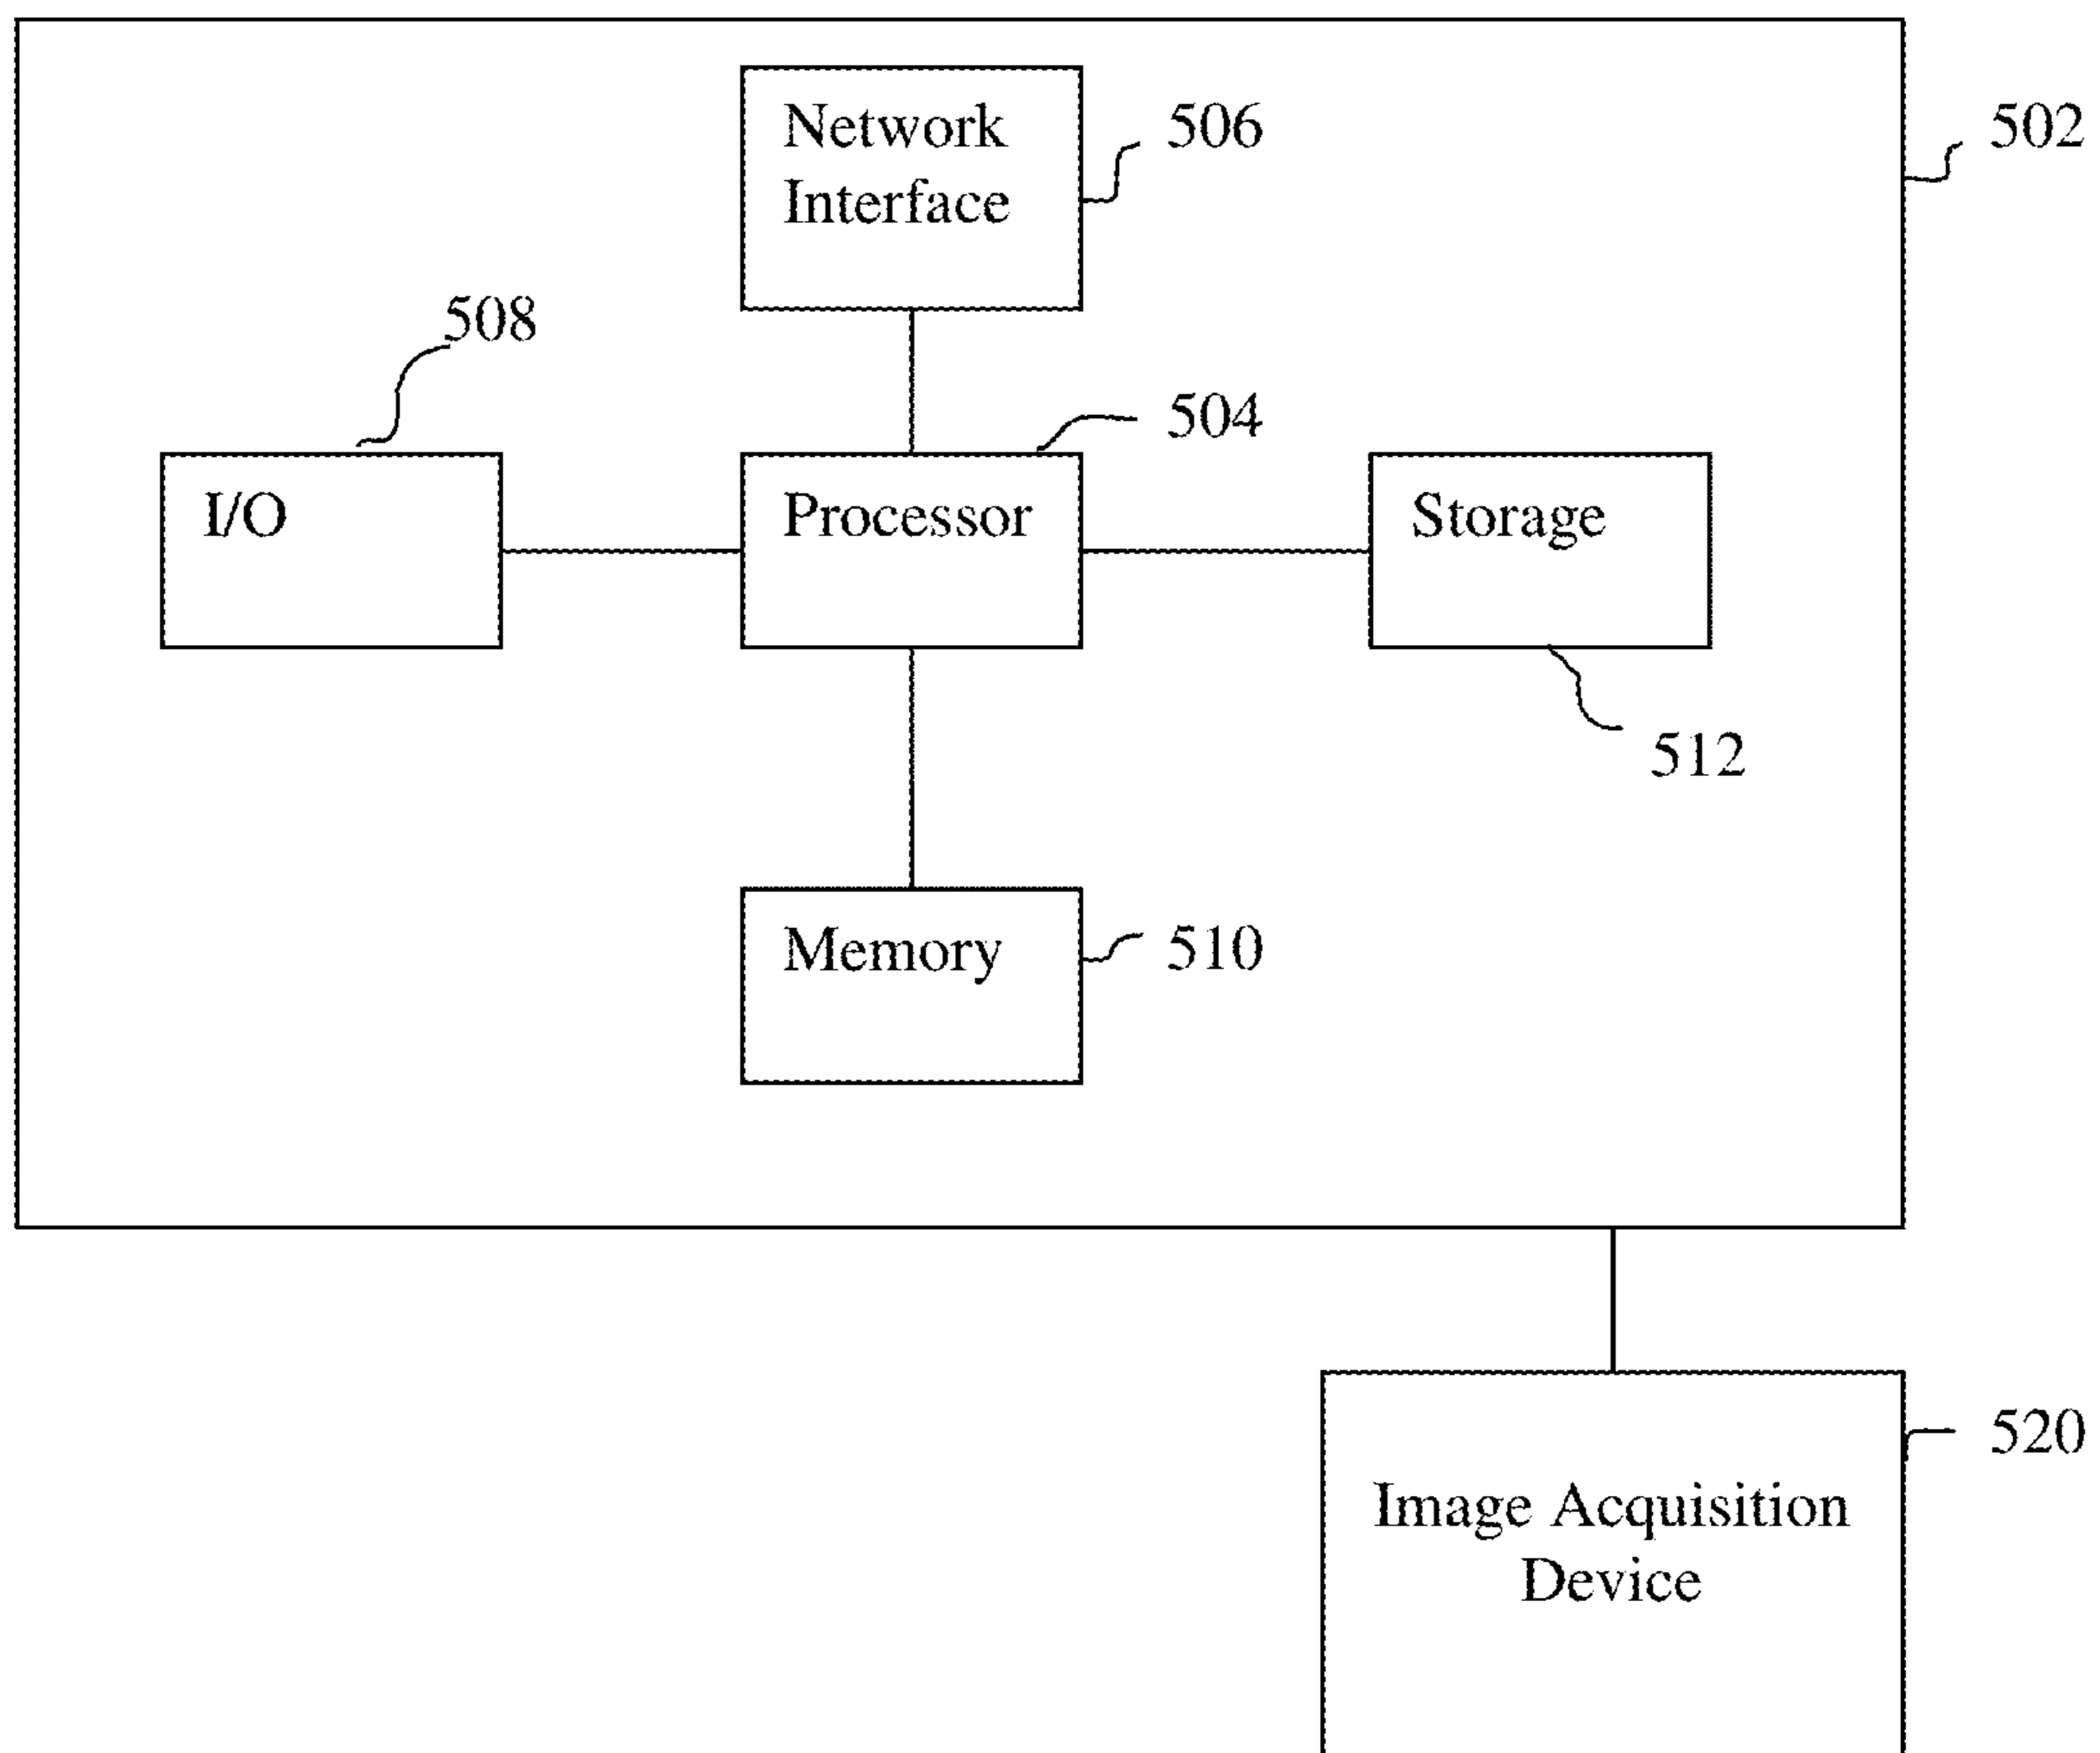 Network
Interface
506
502
508
504
I/O
Processor
Storage
512
Memory
510
520
Image Acquisition
Device